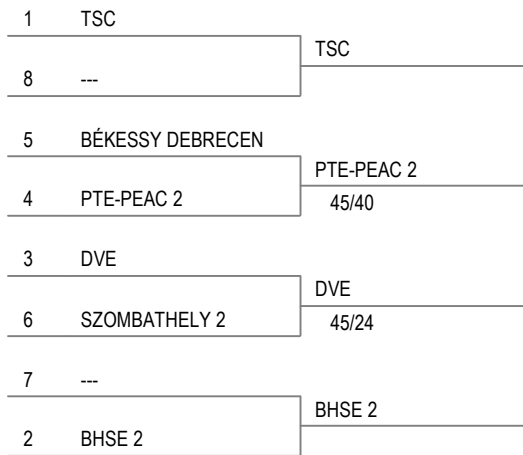 1 TSC
TSC
8 ---
5 BÉKESSY DEBRECEN
PTE-PEAC 2
4 PTE-PEAC 2
45/40
3 DVE
DVE
6 SZOMBATHELY 2
45/24
7 ---
BHSE 2
2 BHSE 2